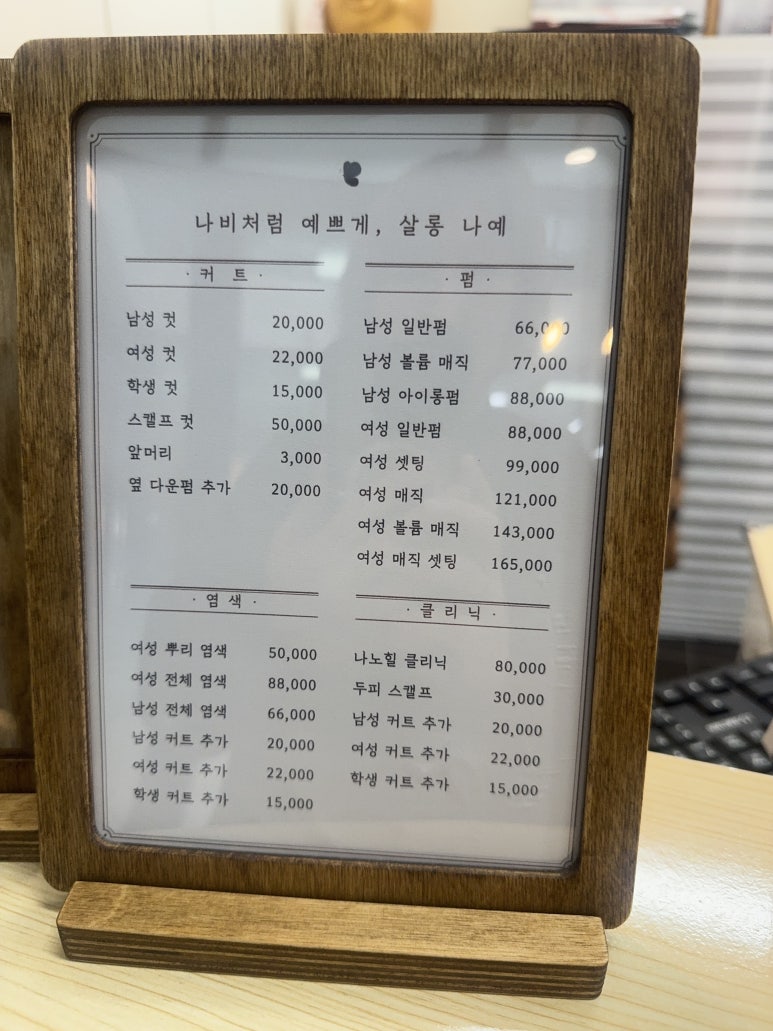 나비처럼 예쁘게, 살롱 나예
· 커 트 ·
남성 컷 20,000
여성 컷 22,000
학생 컷 15,000
스캘프 컷 50,000
앞머리 3,000
옆 다운펌 추가 20,000
· 펌 ·
남성 일반펌 66,000
남성 볼륨 매직 77,000
남성 아이롱펌 88,000
여성 일반펌 88,000
여성 셋팅 99,000
여성 매직 121,000
여성 볼륨 매직 143,000
여성 매직 셋팅 165,000
· 염 색 ·
여성 뿌리 염색 50,000
여성 전체 염색 88,000
남성 전체 염색 66,000
남성 커트 추가 20,000
여성 커트 추가 22,000
학생 커트 추가 15,000
· 클 리 닉 ·
나노힐 클리닉 80,000
두피 스캘프 30,000
남성 커트 추가 20,000
여성 커트 추가 22,000
학생 커트 추가 15,000